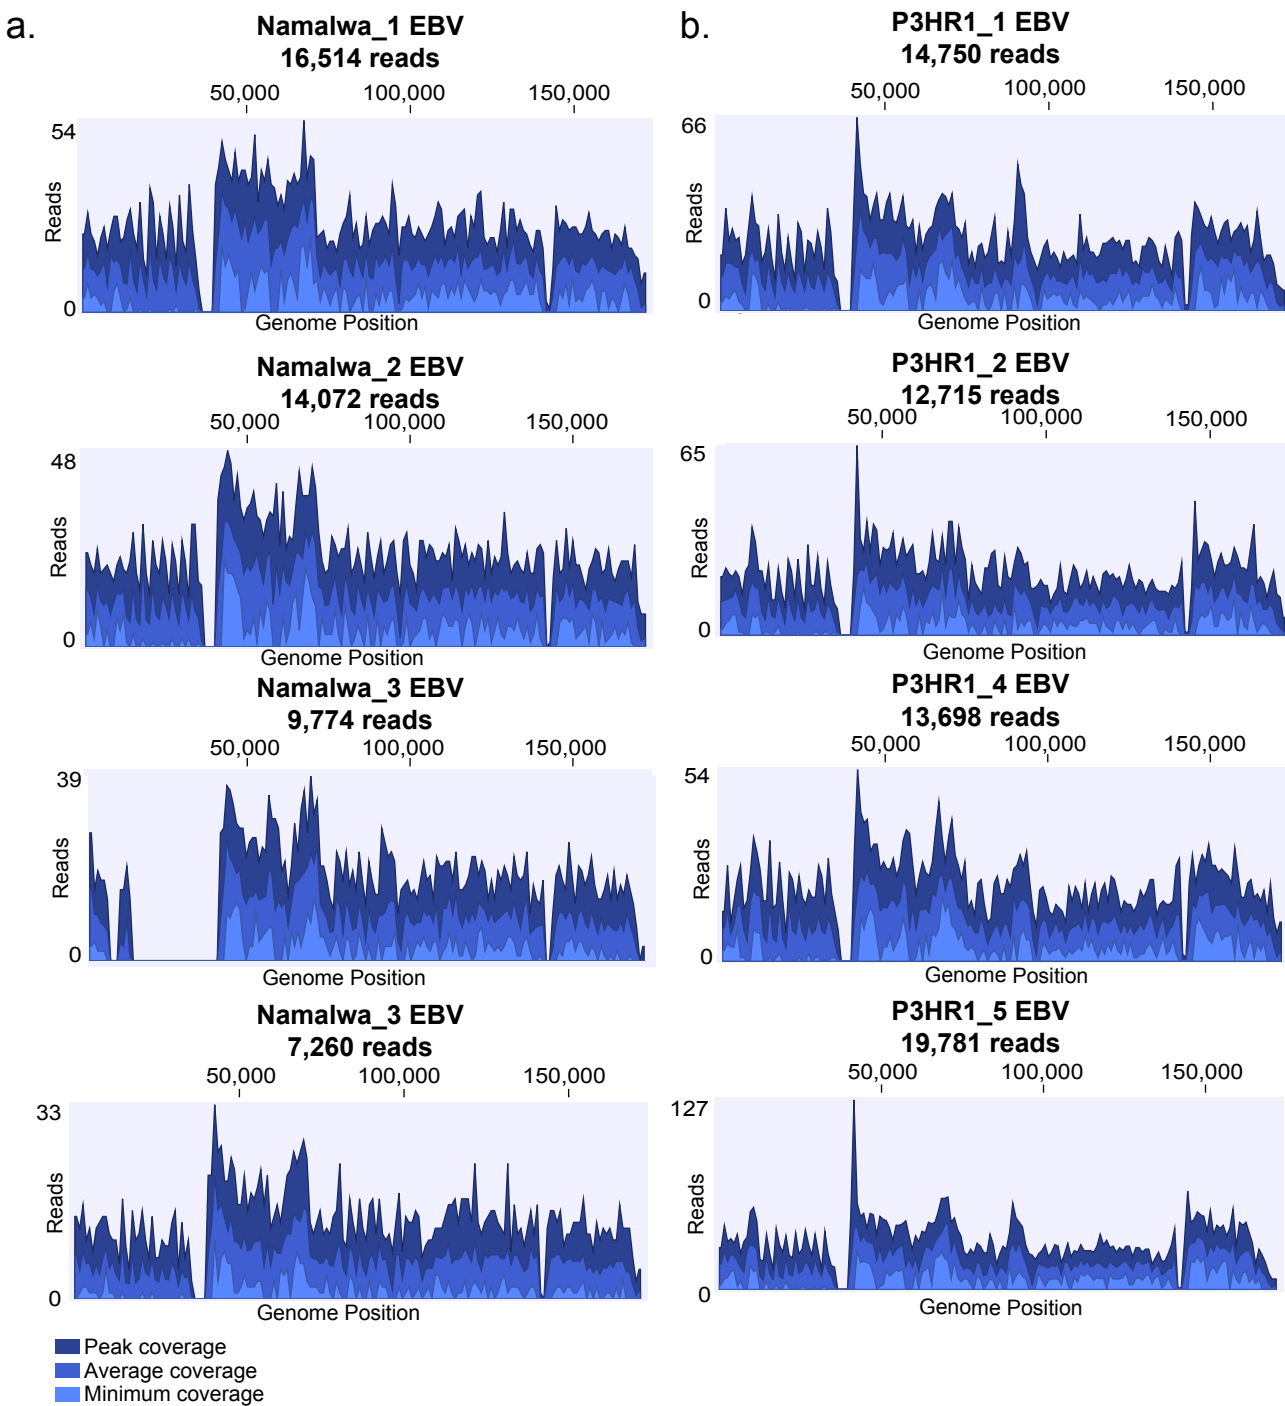 a.
Namalwa_1 EBV
16,514 reads
50,000 100,000 150,000
54
Reads
0
Genome Position
Namalwa_2 EBV
14,072 reads
50,000 100,000 150,000
48
Reads
0
Genome Position
Namalwa_3 EBV
9,774 reads
50,000 100,000 150,000
39
Reads
0
Genome Position
Namalwa_3 EBV
7,260 reads
50,000 100,000 150,000
33
Reads
0
Genome Position
Peak coverage
Average coverage
Minimum coverage
b.
P3HR1_1 EBV
14,750 reads
50,000 100,000 150,000
66
Reads
0
Genome Position
P3HR1_2 EBV
12,715 reads
50,000 100,000 150,000
65
Reads
0
Genome Position
P3HR1_4 EBV
13,698 reads
50,000 100,000 150,000
54
Reads
0
Genome Position
P3HR1_5 EBV
19,781 reads
50,000 100,000 150,000
127
Reads
0
Genome Position